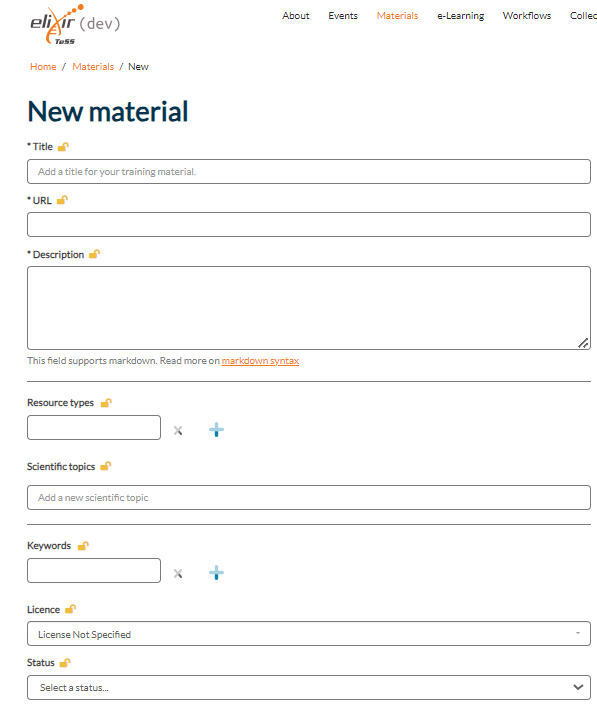 elixir (dev)
TeSS
About Events Materials e-Learning Workflows Collec
Home / Materials / New
New material
* Title
Add a title for your training material.
* URL
* Description
This field supports markdown. Read more on markdown syntax
Resource types
Scientific topics
Add a new scientific topic
Keywords
Licence
License Not Specified
Status
Select a status...